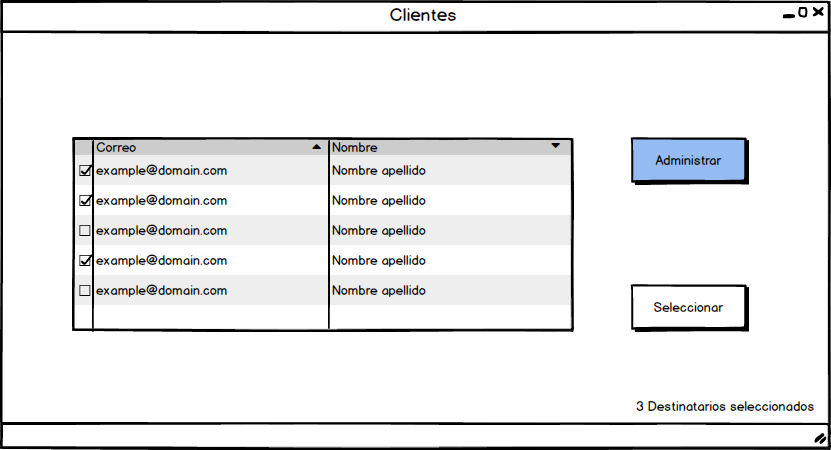 Clientes
Correo Nombre
example@domain.com Nombre apellido
example@domain.com Nombre apellido
example@domain.com Nombre apellido
example@domain.com Nombre apellido
example@domain.com Nombre apellido
Administrar
Seleccionar
3 Destinatarios seleccionados